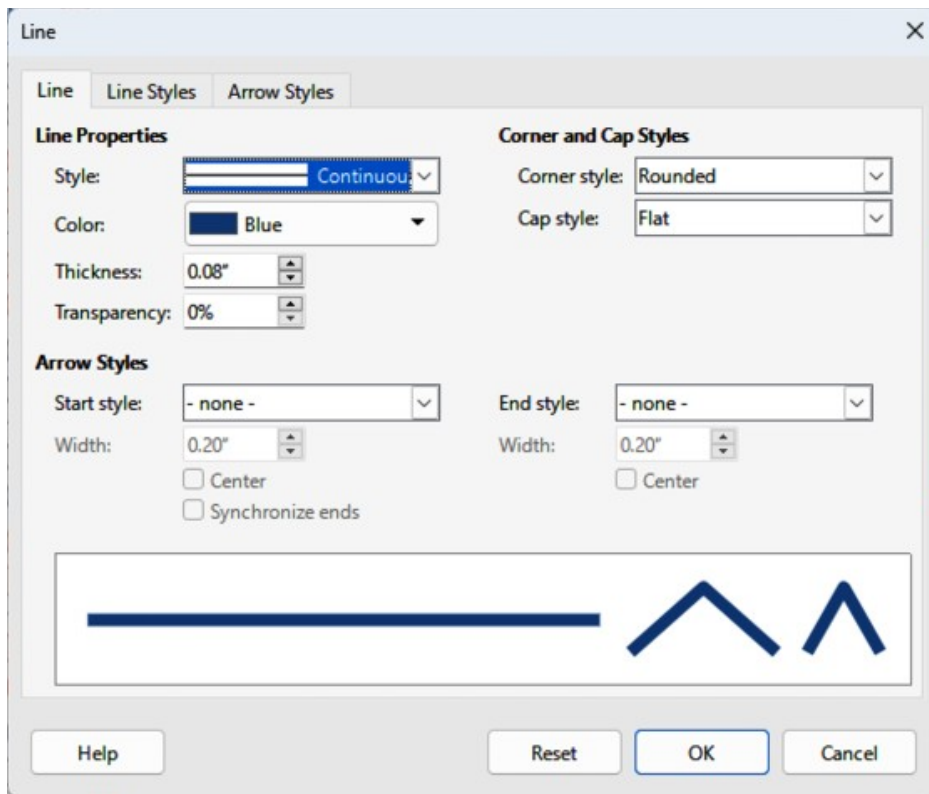 Line
Line Line Styles Arrow Styles
Line Properties
Style: Continuou
Color: Blue
Thickness: 0.08"
Transparency: 0%
Corner and Cap Styles
Corner style: Rounded
Cap style: Flat
Arrow Styles
Start style: - none -
Width: 0.20"
Center
Synchronize ends
End style: - none -
Width: 0.20"
Center
Help Reset OK Cancel